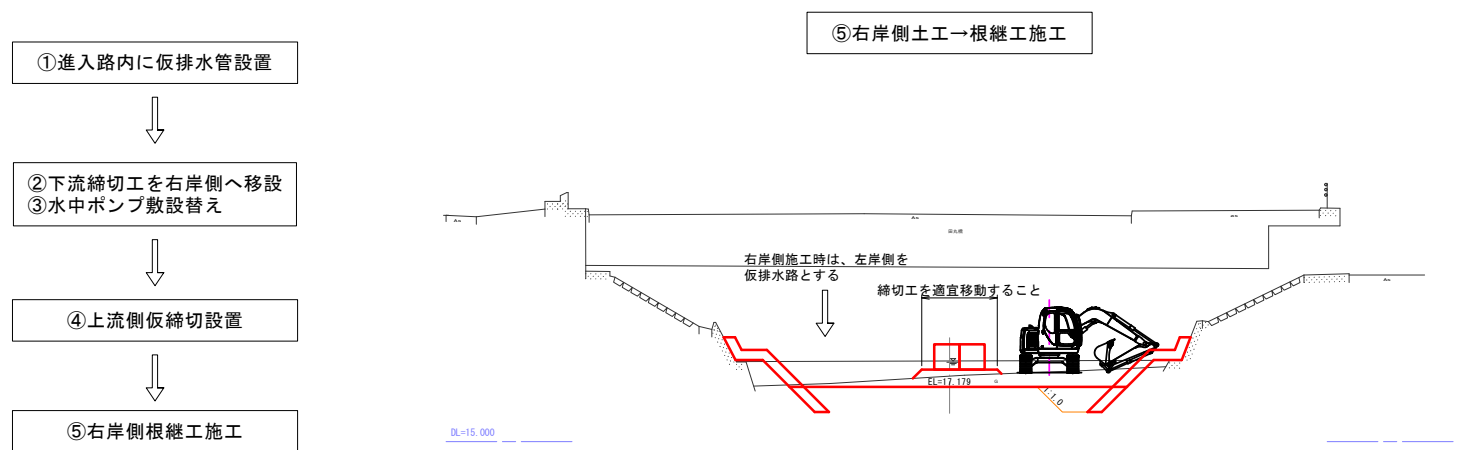 ①進入路内に仮排水管設置
②下流締切工を右岸側へ移設
③水中ポンプ敷設替え
④上流側仮締切設置
⑤右岸側根継工施工
⑤右岸側土工→根継工施工
右岸側施工時は、左岸側を
仮排水路とする
締切工を適宜移動すること
EL=17.179
1:1.0
DL=15.000